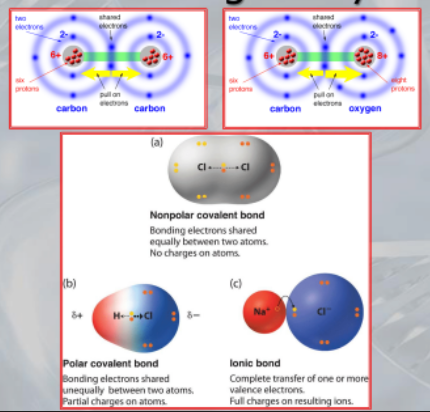 two
electrons
shared
electrons
2-
2-
6+
6+
six
protons
pull on
electrons
carbon
carbon
two
electrons
shared
electrons
2-
2-
6+
8+
six
protons
pull on
electrons
eight
protons
carbon
oxygen
(a)
Cl
Cl
Nonpolar covalent bond
Bonding electrons shared
equally between two atoms.
No charges on atoms.
(b)
δ+
H
Cl
δ−
Polar covalent bond
Bonding electrons shared
unequally between two atoms.
Partial charges on atoms.
(c)
Na⁺
Cl⁻
Ionic bond
Complete transfer of one or more
valence electrons.
Full charges on resulting ions.